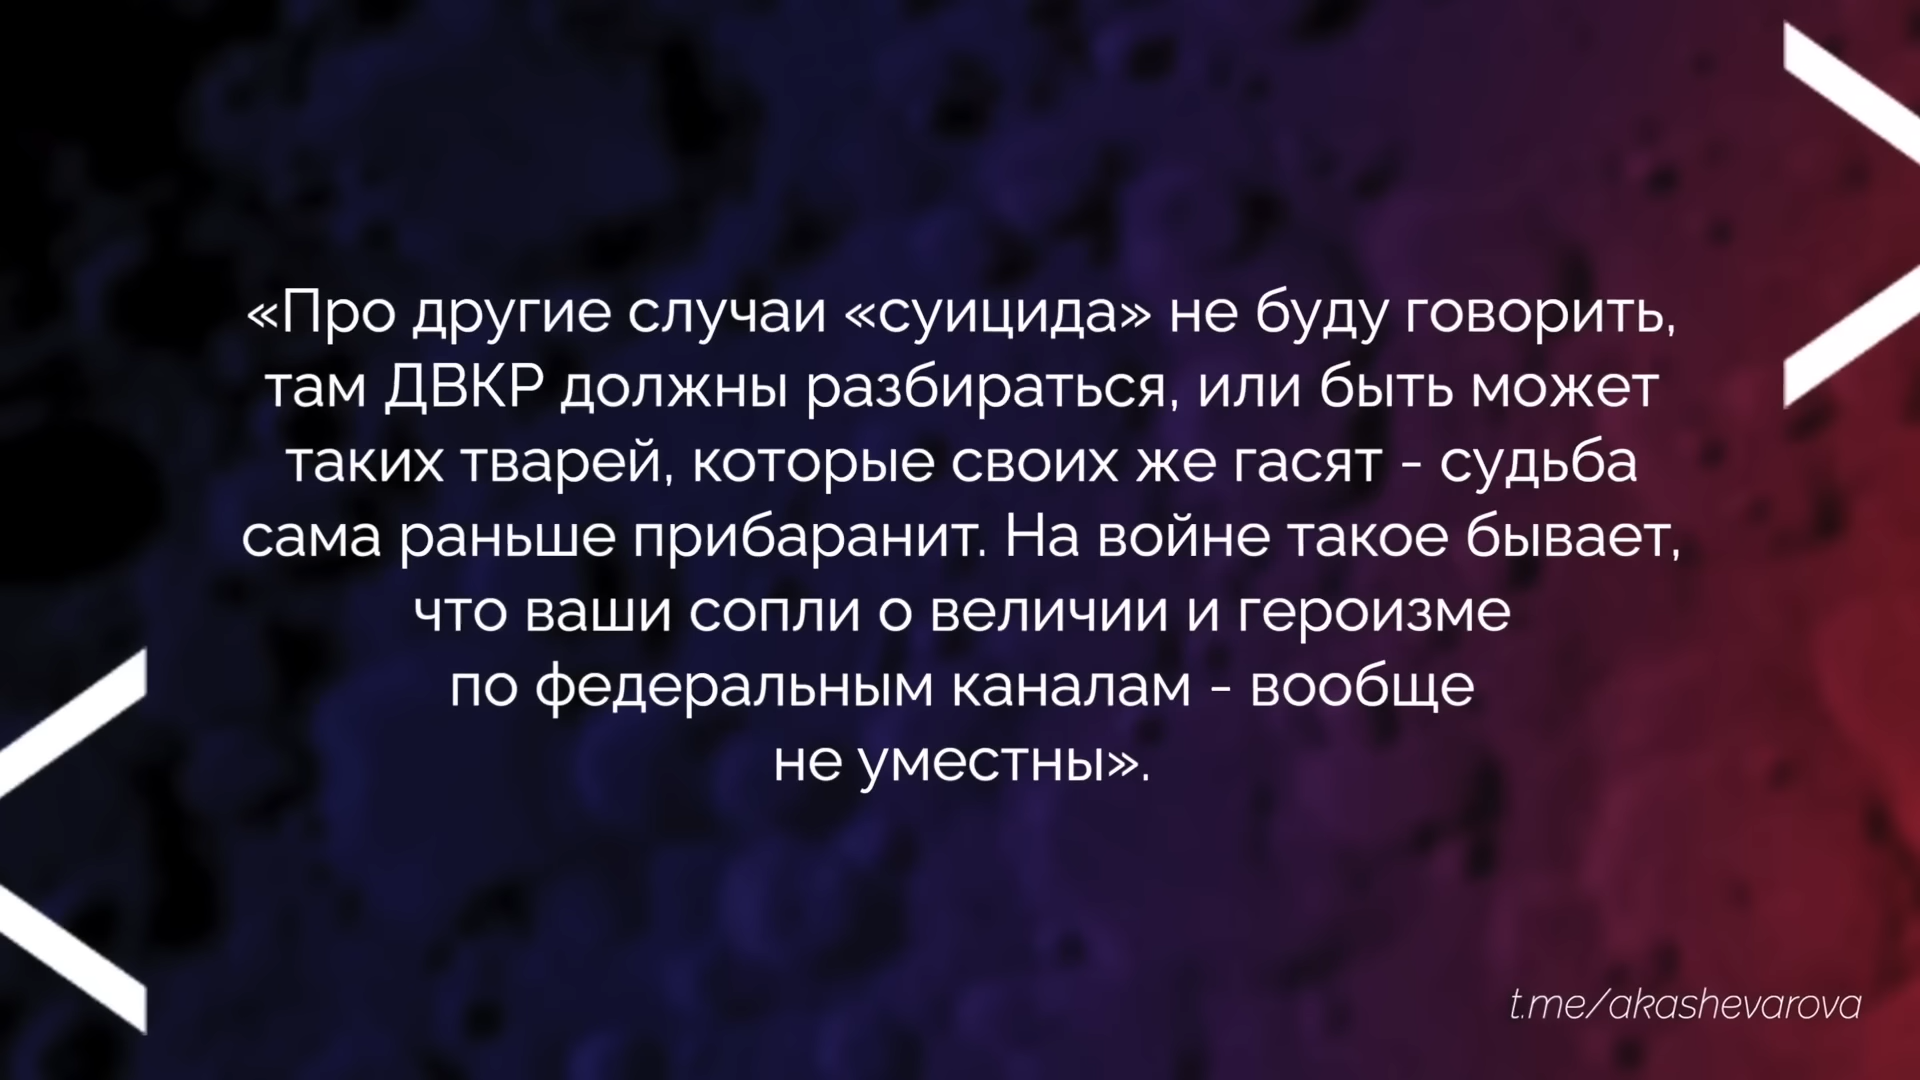 «Про другие случаи «суицида» не буду говорить,
там ДВКР должны разбираться, или быть может
таких тварей, которые своих же гасят - судьба
сама раньше прибаранит. На войне такое бывает,
что ваши сопли о величии и героизме
по федеральным каналам - вообще
не уместны».
t.me/akashevarova